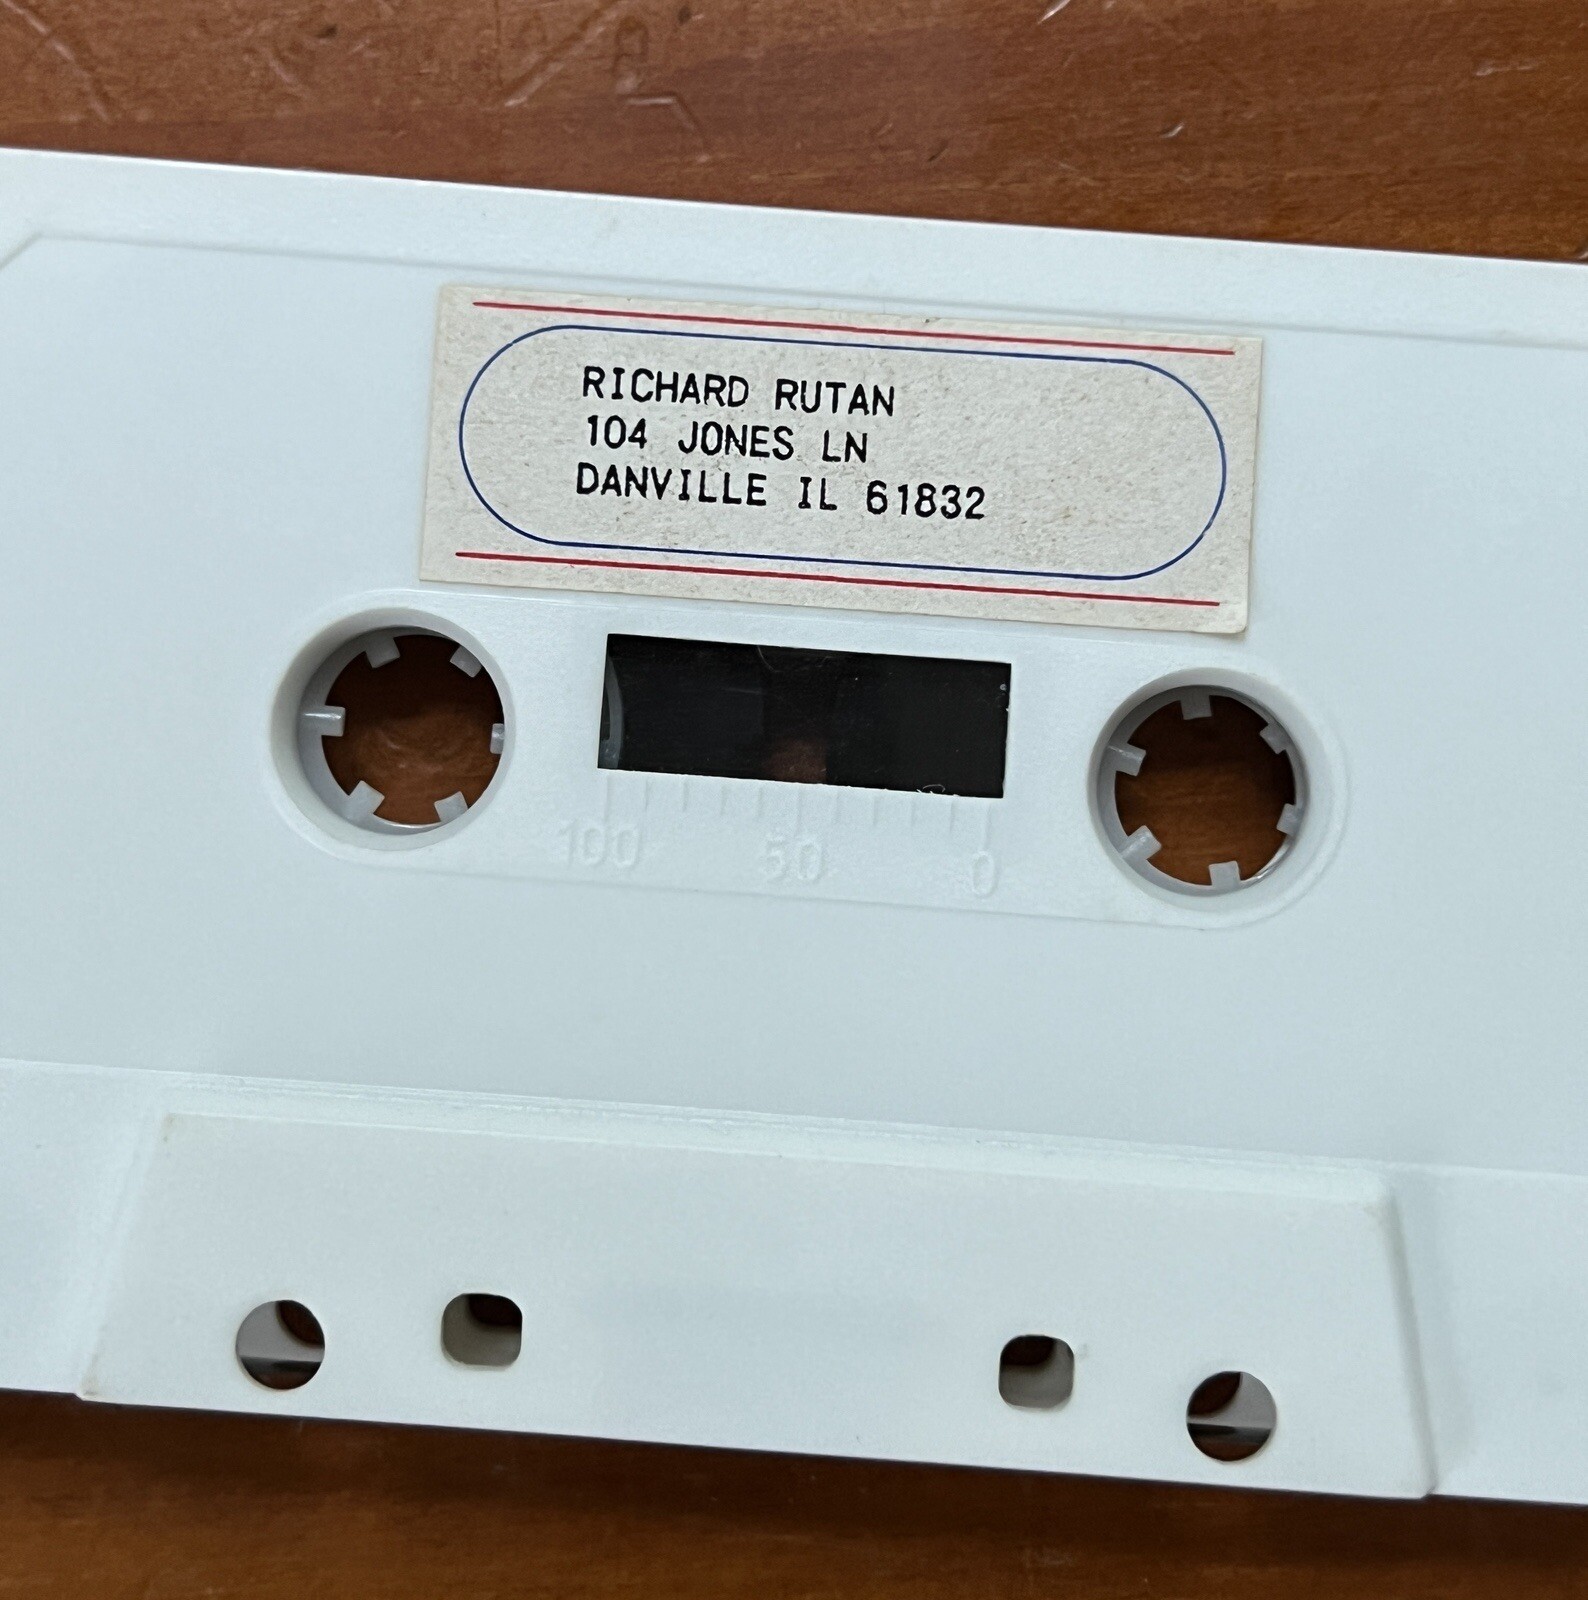 RICHARD RUTAN
104 JONES LN
DANVILLE IL 61832
100 50 0